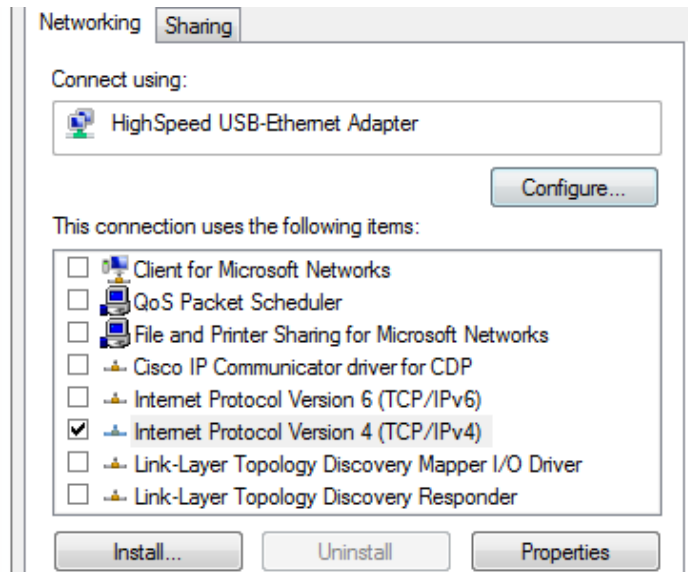 Networking Sharing
Connect using:
HighSpeed USB-Ethernet Adapter
Configure...
This connection uses the following items:
Client for Microsoft Networks
QoS Packet Scheduler
File and Printer Sharing for Microsoft Networks
Cisco IP Communicator driver for CDP
Internet Protocol Version 6 (TCP/IPv6)
Internet Protocol Version 4 (TCP/IPv4)
Link-Layer Topology Discovery Mapper I/O Driver
Link-Layer Topology Discovery Responder
Install... Uninstall Properties